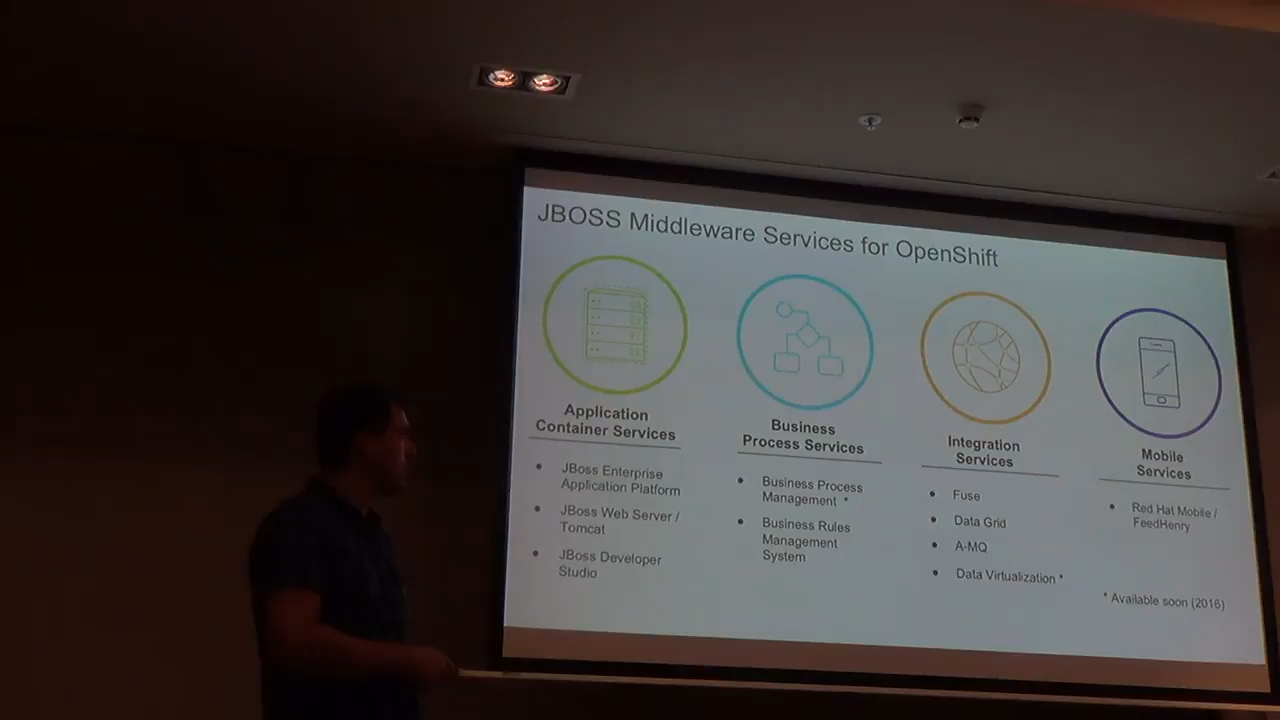 JBOSS Middleware Services for OpenShift
Application
Container Services
• JBoss Enterprise
Application Platform
• JBoss Web Server /
Tomcat
• JBoss Developer
Studio
Business
Process Services
• Business Process
Management *
• Business Rules
Management
System
Integration
Services
• Fuse
• Data Grid
• A-MQ
• Data Virtualization *
Mobile
Services
• Red Hat Mobile /
FeedHenry
* Available soon (2016)